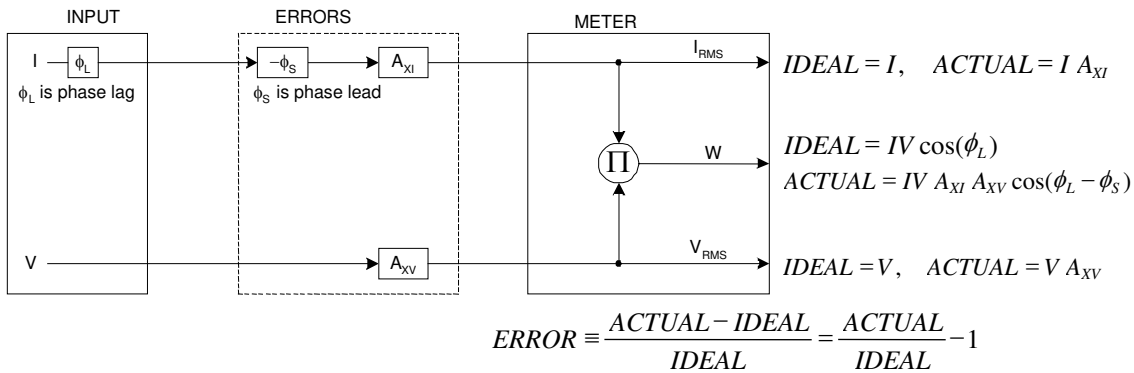 INPUT
ERRORS
METER
I
ϕL
−ϕS
AXI
IRMS
IDEAL = I, ACTUAL = I AXI
ϕL is phase lag
ϕS is phase lead
Π
W
IDEAL = IV cos(ϕL)
ACTUAL = IV AXI AXV cos(ϕL − ϕS)
V
AXV
VRMS
IDEAL = V, ACTUAL = V AXV
ERROR ≡ (ACTUAL − IDEAL) / IDEAL = ACTUAL / IDEAL − 1